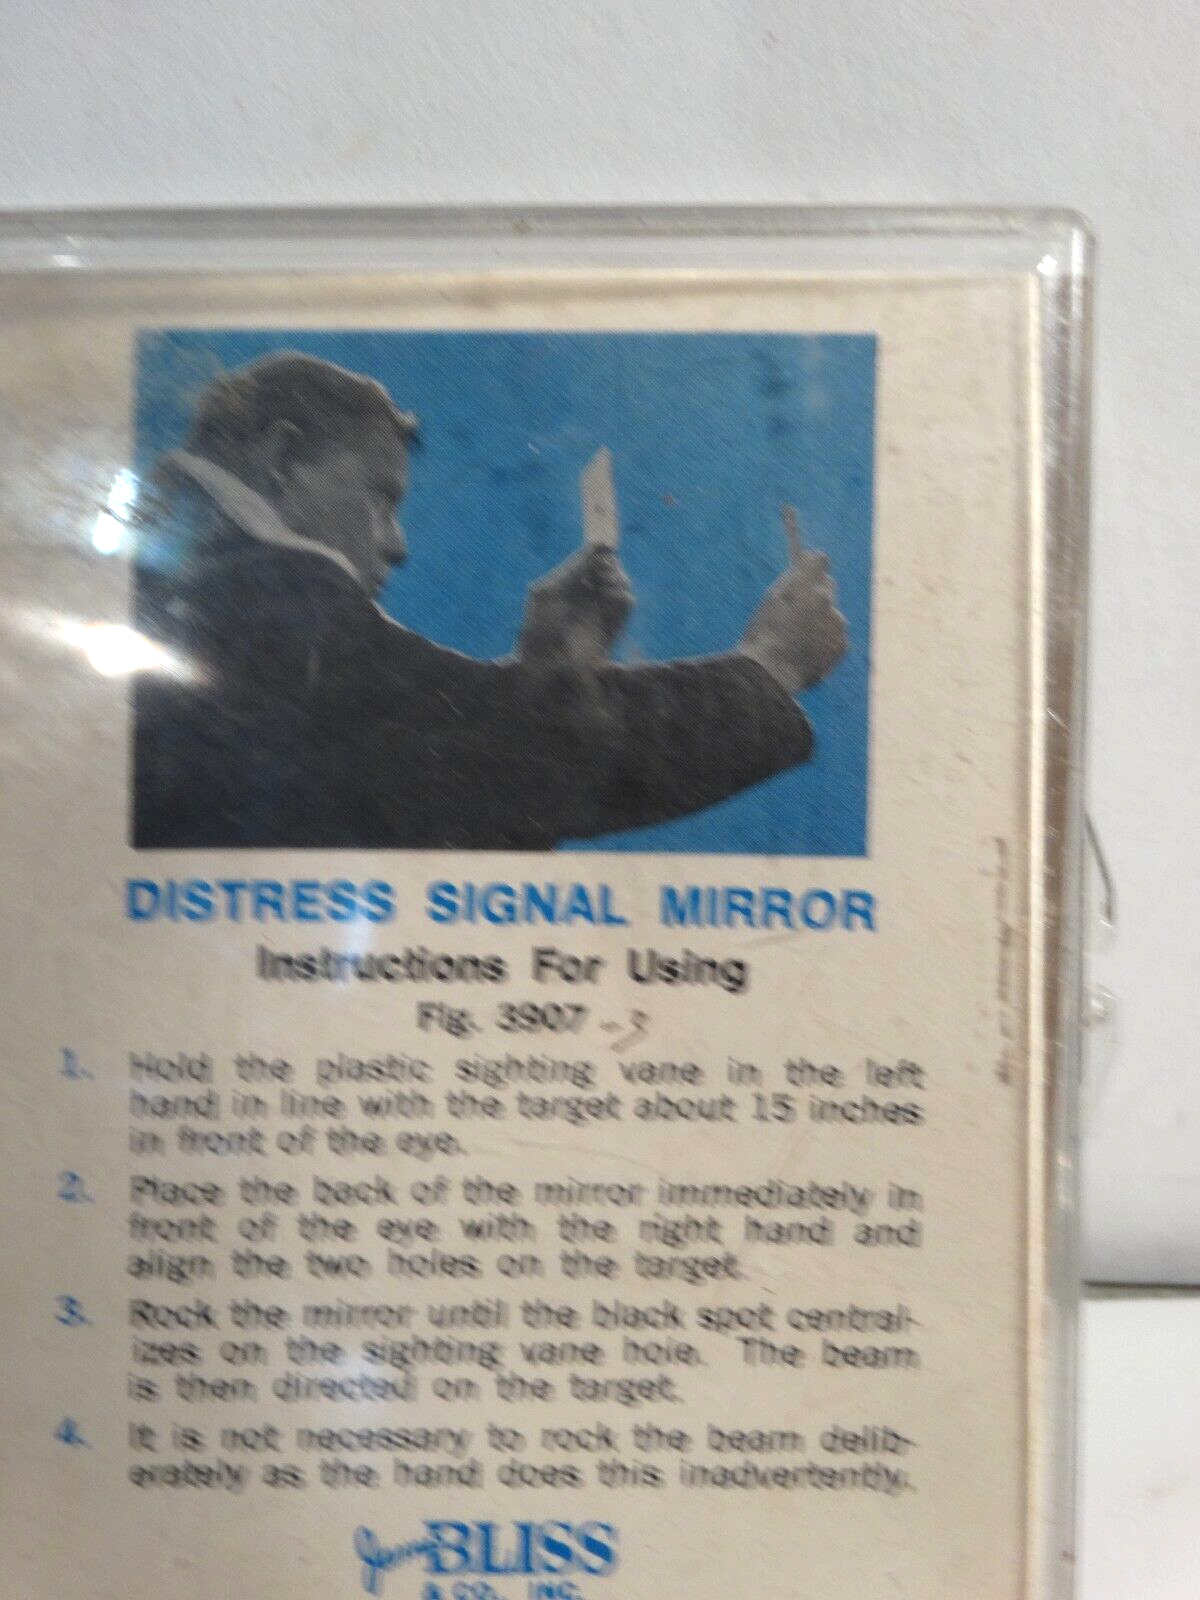 DISTRESS SIGNAL MIRROR
Instructions For Using
Fig. 3907 -3
1. Hold the plastic sighting vane in the left
hand in line with the target about 15 inches
in front of the eye.
2. Place the back of the mirror immediately in
front of the eye with the right hand and
align the two holes on the target.
3. Rock the mirror until the black spot central-
izes on the sighting vane hole. The beam
is then directed on the target.
4. It is not necessary to rock the beam delib-
erately as the hand does this inadvertently.
BLISS
& CO., INC.